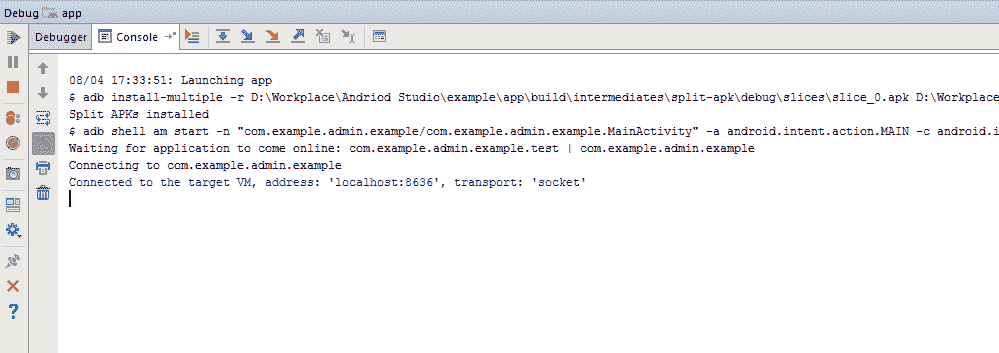 Debug app
Debugger Console
08/04 17:33:51: Launching app
$ adb install-multiple -r D:\Workplace\Andriod Studio\example\app\build\intermediates\split-apk\debug\slices\slice_0.apk D:\Workplace
Split APKs installed
$ adb shell am start -n "com.example.admin.example/com.example.admin.example.MainActivity" -a android.intent.action.MAIN -c android.i
Waiting for application to come online: com.example.admin.example.test | com.example.admin.example
Connecting to com.example.admin.example
Connected to the target VM, address: 'localhost:8636', transport: 'socket'